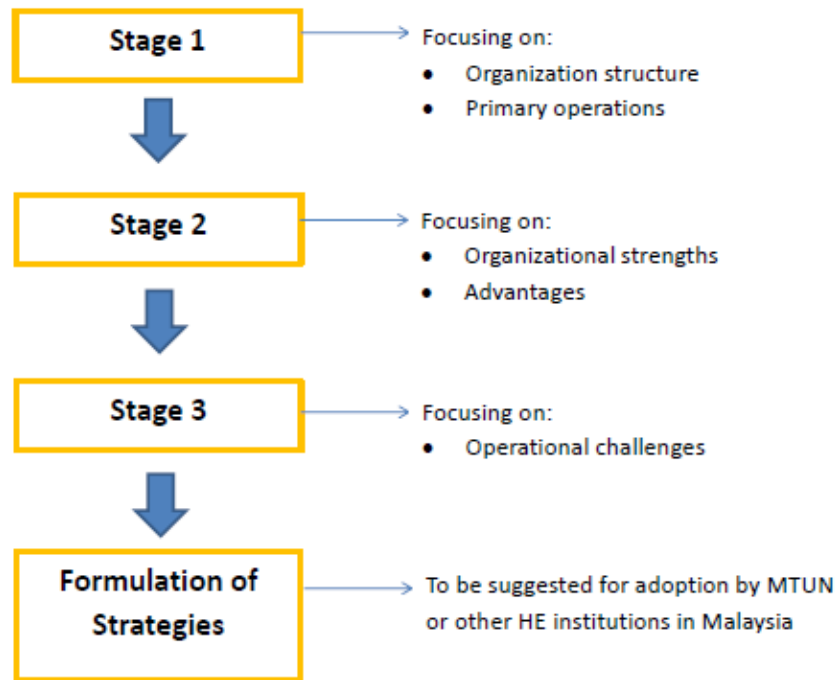 Stage 1
Focusing on:
• Organization structure
• Primary operations
Stage 2
Focusing on:
• Organizational strengths
• Advantages
Stage 3
Focusing on:
• Operational challenges
Formulation of
Strategies
To be suggested for adoption by MTUN
or other HE institutions in Malaysia